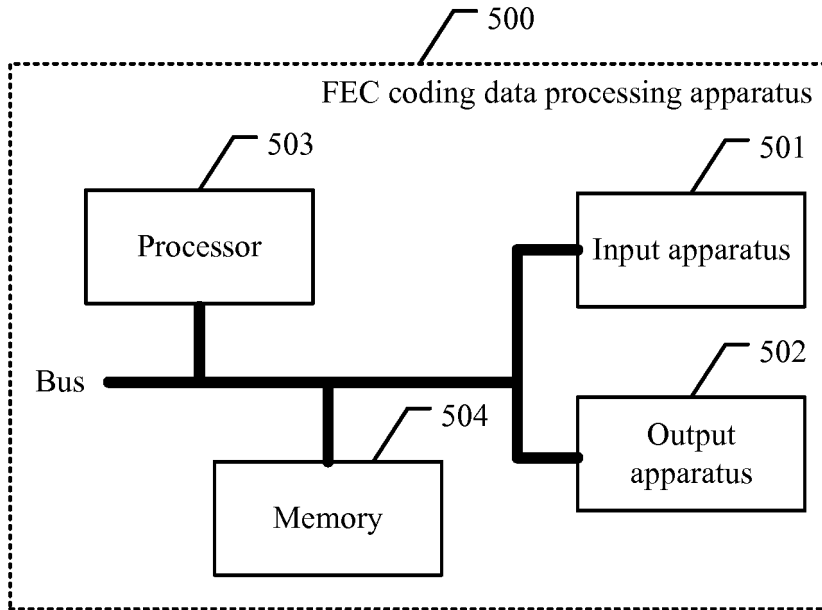 500
FEC coding data processing apparatus
503
501
Processor
Input apparatus
502
Bus
504
Output
apparatus
Memory